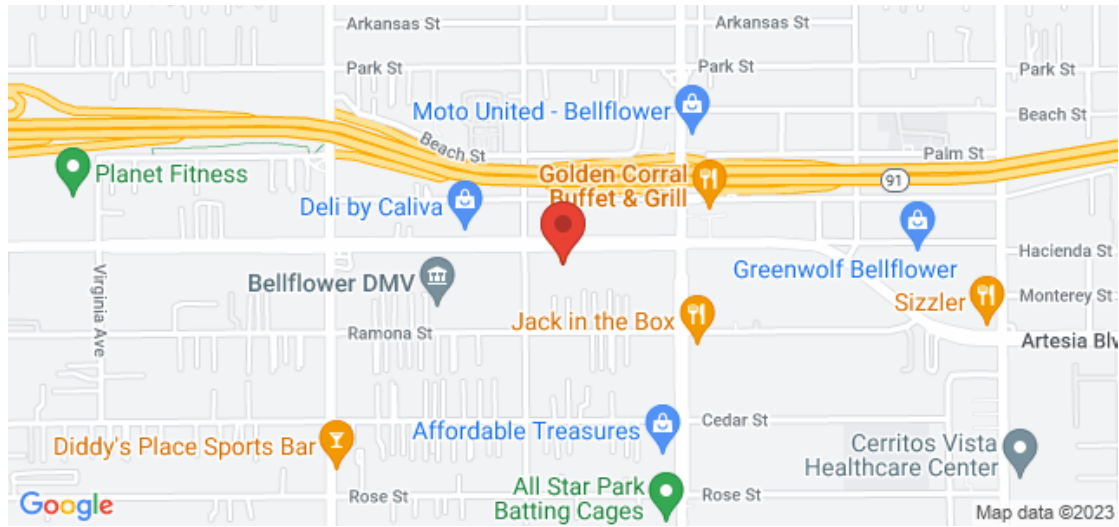 Arkansas St
Arkansas St
Park St
Park St
Park St
Moto United - Bellflower
Beach St
Beach St
Palm St
Planet Fitness
Golden Corral
Buffet & Grill
91
Deli by Caliva
Hacienda St
Bellflower DMV
Greenwolf Bellflower
Virginia Ave
Monterey St
Sizzler
Jack in the Box
Ramona St
Artesia Blv
Cedar St
Affordable Treasures
Diddy's Place Sports Bar
Cerritos Vista
Healthcare Center
All Star Park
Batting Cages
Rose St
Rose St
Google
Map data ©2023